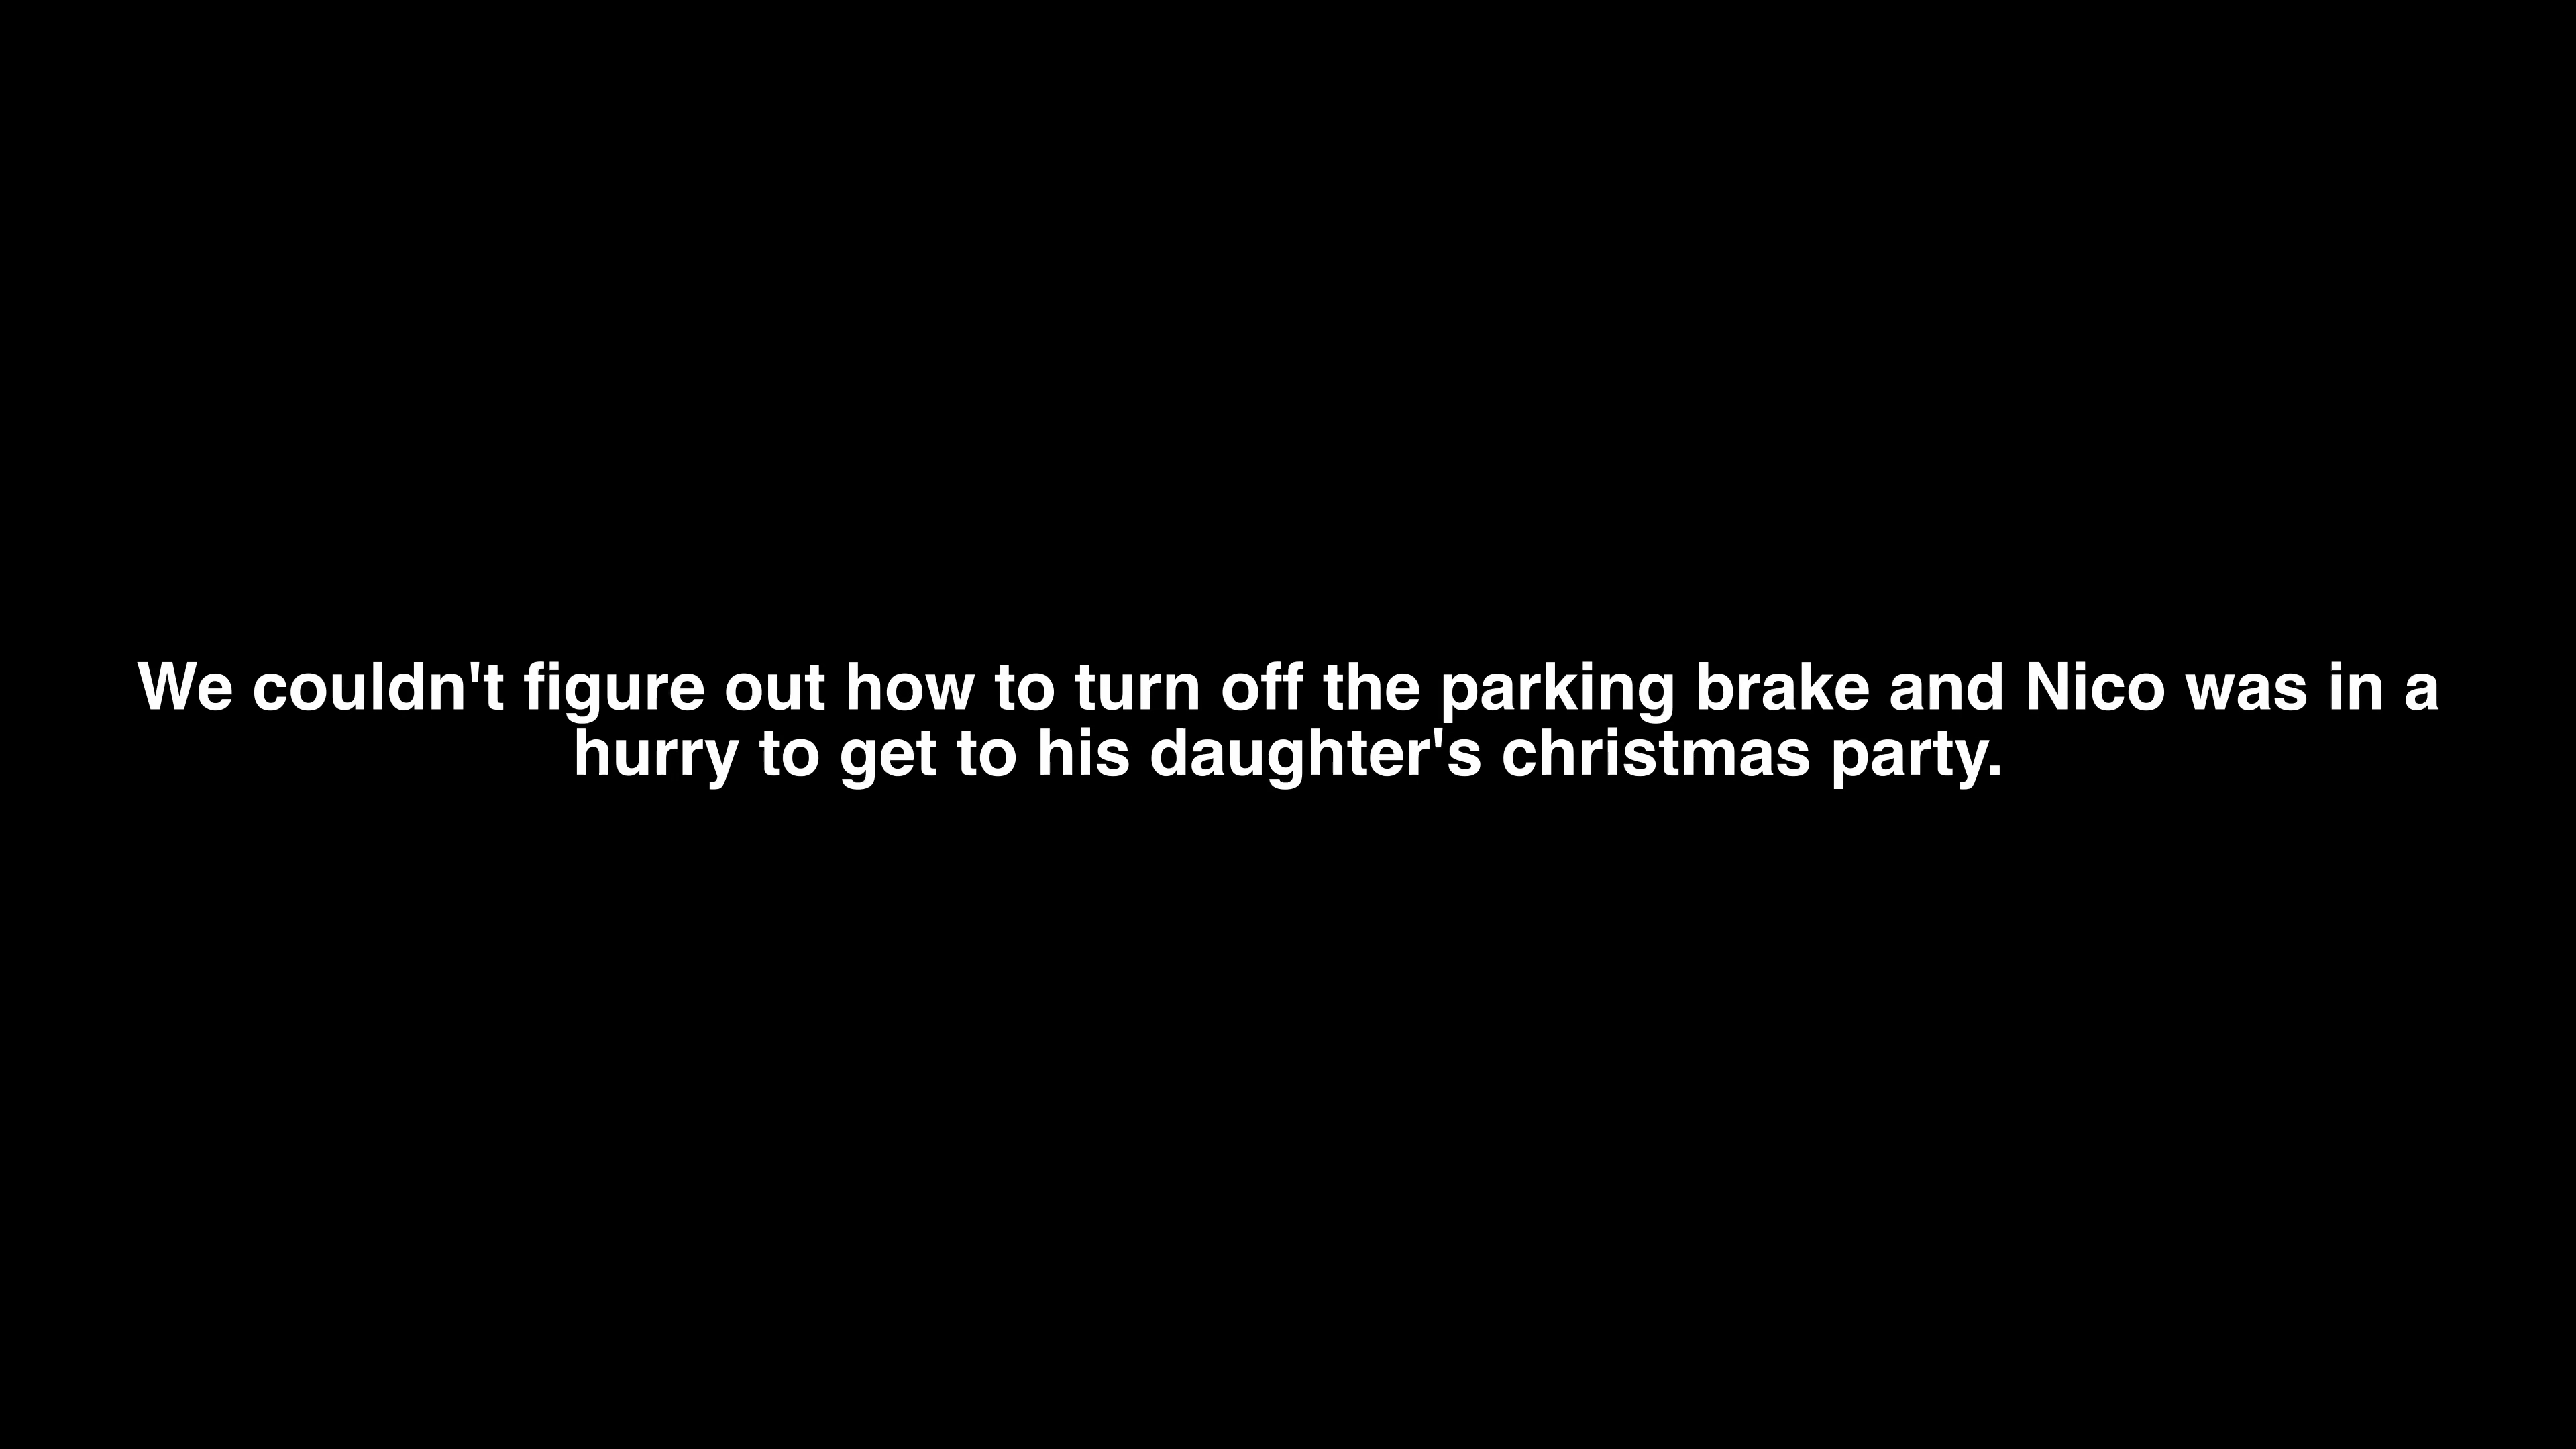 We couldn't figure out how to turn off the parking brake and Nico was in a
hurry to get to his daughter's christmas party.